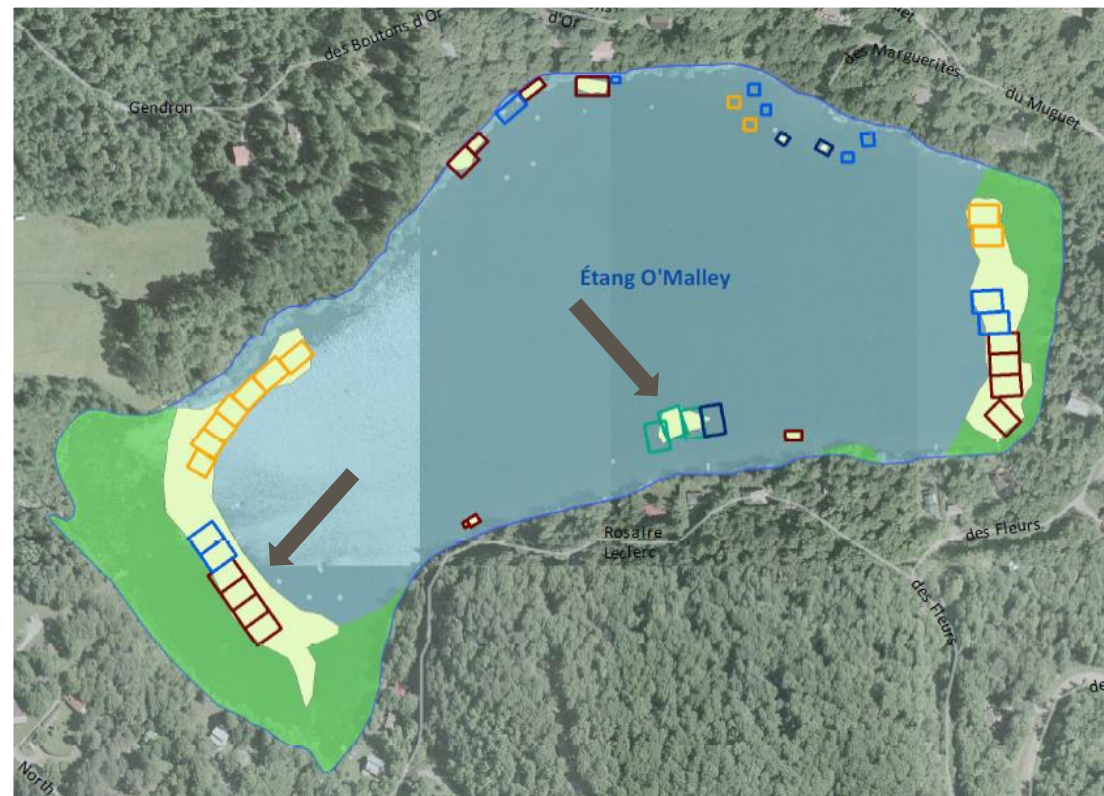 des Boutons d'Or
d'Or
des Marguerites
du Muguet
Gendron
Étang O'Malley
Rosaire
Leclerc
des Fleurs
des Fleurs
North